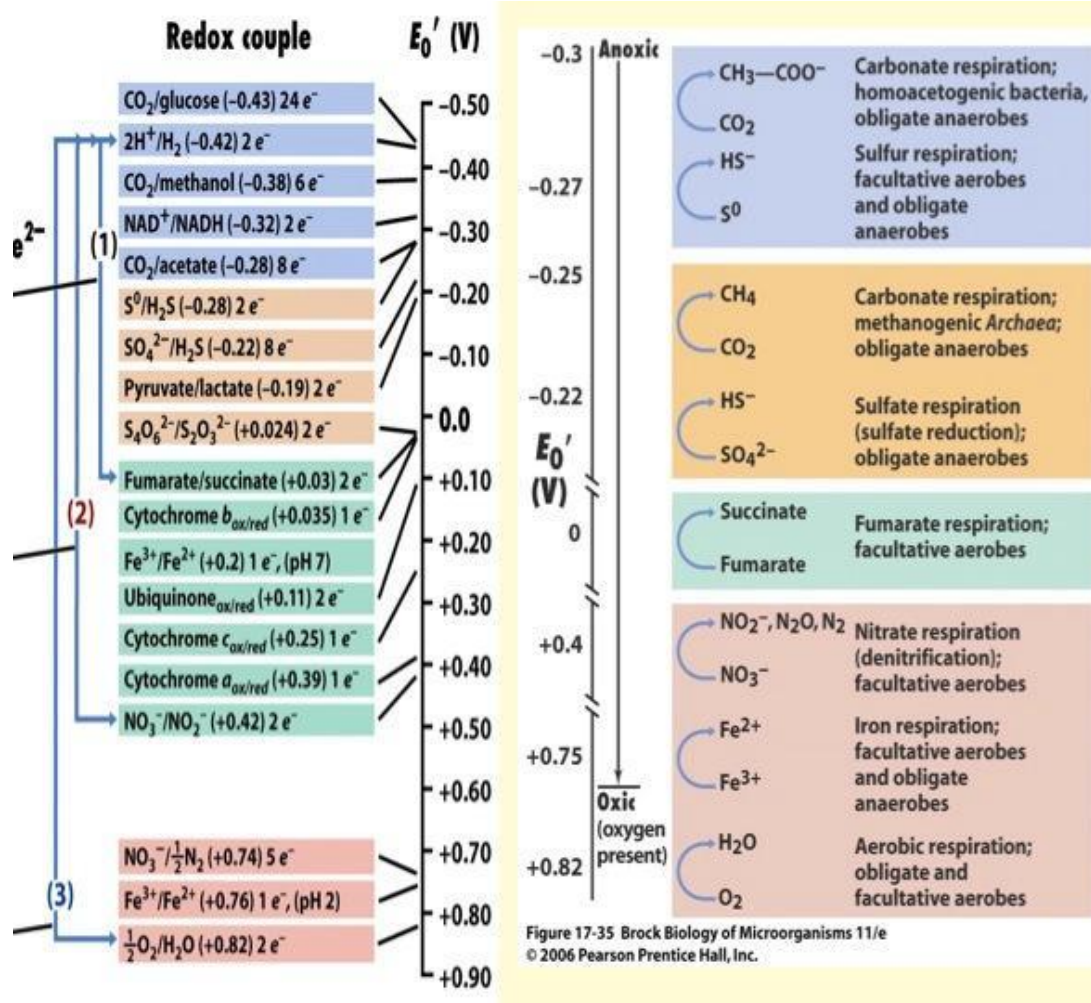 Redox couple
E₀′ (V)
CO₂/glucose (−0.43) 24 e⁻
2H⁺/H₂ (−0.42) 2 e⁻
CO₂/methanol (−0.38) 6 e⁻
NAD⁺/NADH (−0.32) 2 e⁻
CO₂/acetate (−0.28) 8 e⁻
S⁰/H₂S (−0.28) 2 e⁻
SO₄²⁻/H₂S (−0.22) 8 e⁻
Pyruvate/lactate (−0.19) 2 e⁻
S₄O₆²⁻/S₂O₃²⁻ (+0.024) 2 e⁻
Fumarate/succinate (+0.03) 2 e⁻
Cytochrome b ox/red (+0.035) 1 e⁻
Fe³⁺/Fe²⁺ (+0.2) 1 e⁻, (pH 7)
Ubiquinone ox/red (+0.11) 2 e⁻
Cytochrome c ox/red (+0.25) 1 e⁻
Cytochrome a ox/red (+0.39) 1 e⁻
NO₃⁻/NO₂⁻ (+0.42) 2 e⁻
NO₃⁻/½N₂ (+0.74) 5 e⁻
Fe³⁺/Fe²⁺ (+0.76) 1 e⁻, (pH 2)
½O₂/H₂O (+0.82) 2 e⁻
e²⁻
(1)
(2)
(3)
−0.50
−0.40
−0.30
−0.20
−0.10
0.0
+0.10
+0.20
+0.30
+0.40
+0.50
+0.60
+0.70
+0.80
+0.90
−0.3
Anoxic
−0.27
−0.25
−0.22
E₀′
(V)
0
+0.4
+0.75
Oxic
(oxygen
present)
+0.82
CH₃—COO⁻
CO₂
Carbonate respiration;
homoacetogenic bacteria,
obligate anaerobes
HS⁻
S⁰
Sulfur respiration;
facultative aerobes
and obligate
anaerobes
CH₄
CO₂
Carbonate respiration;
methanogenic Archaea;
obligate anaerobes
HS⁻
SO₄²⁻
Sulfate respiration
(sulfate reduction);
obligate anaerobes
Succinate
Fumarate
Fumarate respiration;
facultative aerobes
NO₂⁻, N₂O, N₂
NO₃⁻
Nitrate respiration
(denitrification);
facultative aerobes
Fe²⁺
Fe³⁺
Iron respiration;
facultative aerobes
and obligate
anaerobes
H₂O
O₂
Aerobic respiration;
obligate and
facultative aerobes
Figure 17-35 Brock Biology of Microorganisms 11/e
© 2006 Pearson Prentice Hall, Inc.